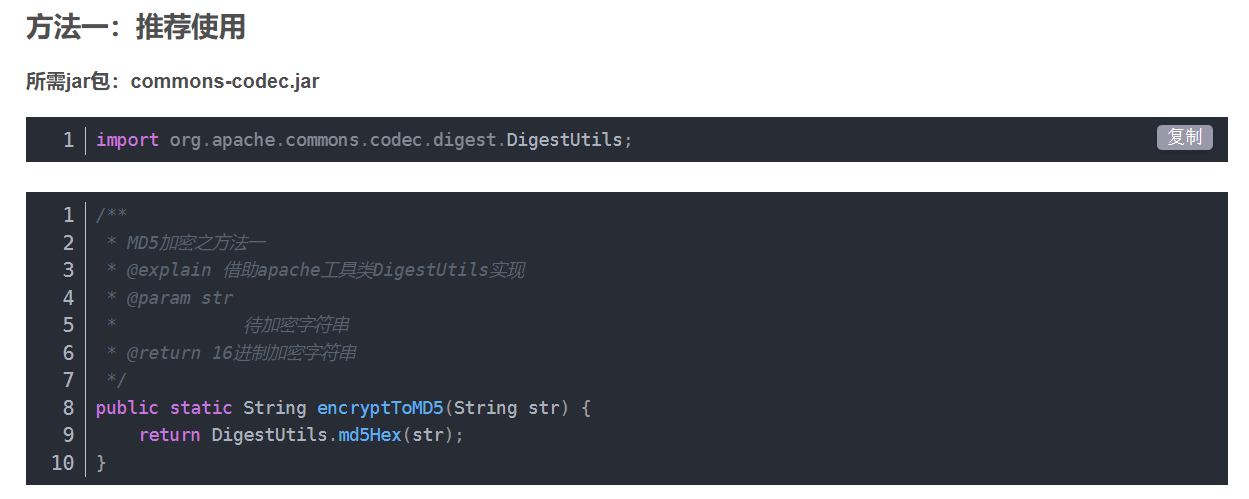 方法一：推荐使用
所需jar包：commons-codec.jar
1 import org.apache.commons.codec.digest.DigestUtils; 复制
1 /**
2  * MD5加密之方法一
3  * @explain 借助apache工具类DigestUtils实现
4  * @param str
5  *            待加密字符串
6  * @return 16进制加密字符串
7  */
8 public static String encryptToMD5(String str) {
9     return DigestUtils.md5Hex(str);
10 }